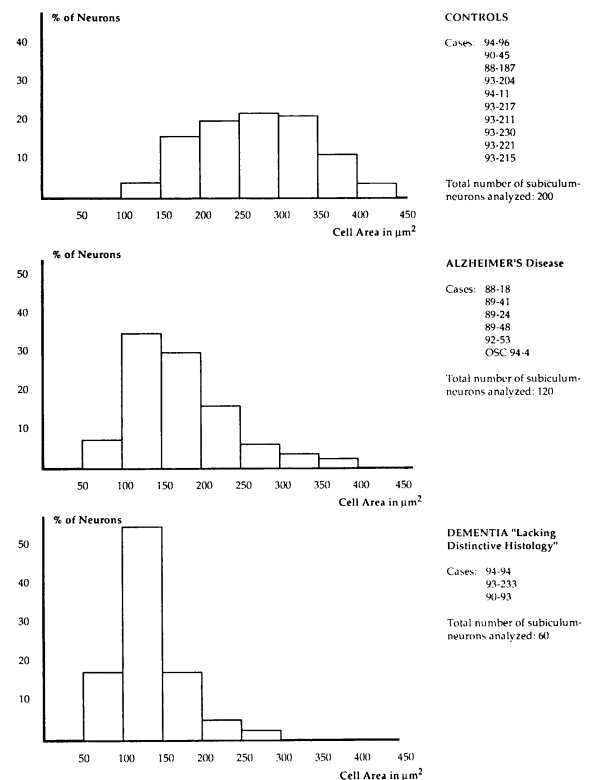 % of Neurons
40
30
20
10
50 100 150 200 250 300 350 400 450
Cell Area in µm²
CONTROLS
Cases: 94-96
90-45
88-187
93-204
94-11
93-217
93-211
93-230
93-221
93-215
Total number of subiculum-
neurons analyzed: 200
% of Neurons
50
40
30
20
10
50 100 150 200 250 300 350 400 450
Cell Area in µm²
ALZHEIMER'S Disease
Cases: 88-18
89-41
89-24
89-48
92-53
OSC 94-4
Total number of subiculum-
neurons analyzed: 120
% of Neurons
50
40
30
20
10
50 100 150 200 250 300 350 400 450
Cell Area in µm²
DEMENTIA "Lacking
Distinctive Histology"
Cases: 94-94
93-233
90-93
Total number of subiculum-
neurons analyzed: 60